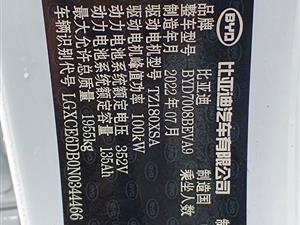 BYD
比亚迪汽车有限公司
品牌 比亚迪 制造国
整车型号 BYD7008BEVA9 乘坐人数
制造年月 2022年07月
驱动电机型号 TZ180XSA
驱动电机峰值功率 100kW
动力电池系统额定电压 352V
动力电池系统额定容量 135Ah
最大允许总质量 1955kg
车辆识别代号 LGXCE6DB0N0344466